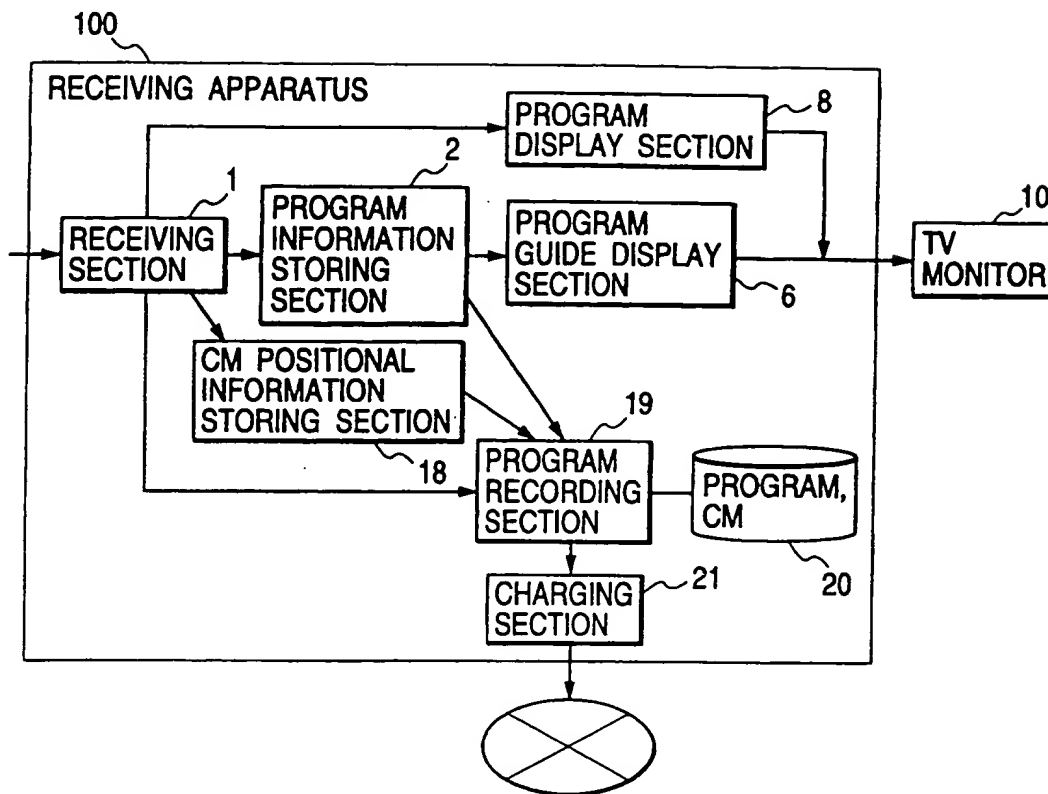 100
RECEIVING APPARATUS
PROGRAM
DISPLAY SECTION
8
1
RECEIVING
SECTION
2
PROGRAM
INFORMATION
STORING
SECTION
PROGRAM
GUIDE DISPLAY
SECTION
6
10
TV
MONITOR
CM POSITIONAL
INFORMATION
STORING SECTION
18
19
PROGRAM
RECORDING
SECTION
PROGRAM,
CM
20
21
CHARGING
SECTION